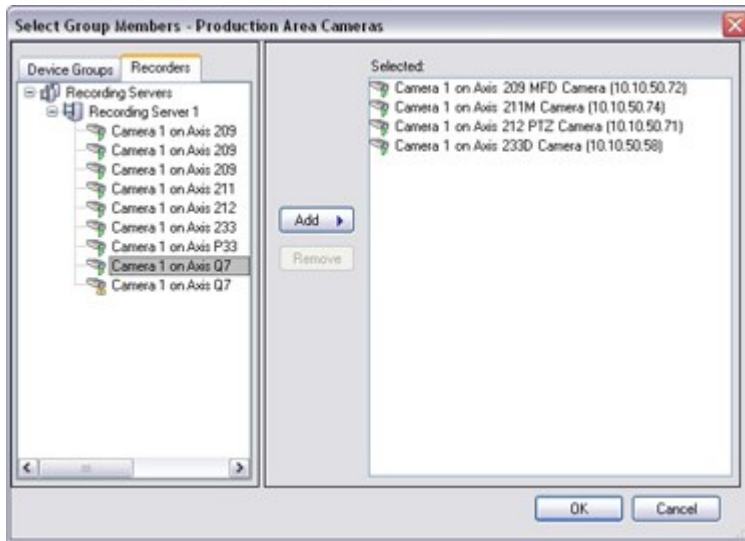 Select Group Members - Production Area Cameras
Device Groups
Recorders
Recording Servers
Recording Server 1
Camera 1 on Axis 209
Camera 1 on Axis 209
Camera 1 on Axis 209
Camera 1 on Axis 211
Camera 1 on Axis 212
Camera 1 on Axis 233
Camera 1 on Axis P33
Camera 1 on Axis Q7
Camera 1 on Axis Q7
Add
Remove
Selected:
Camera 1 on Axis 209 MFD Camera (10.10.50.72)
Camera 1 on Axis 211M Camera (10.10.50.74)
Camera 1 on Axis 212 PTZ Camera (10.10.50.71)
Camera 1 on Axis 233D Camera (10.10.50.58)
OK
Cancel